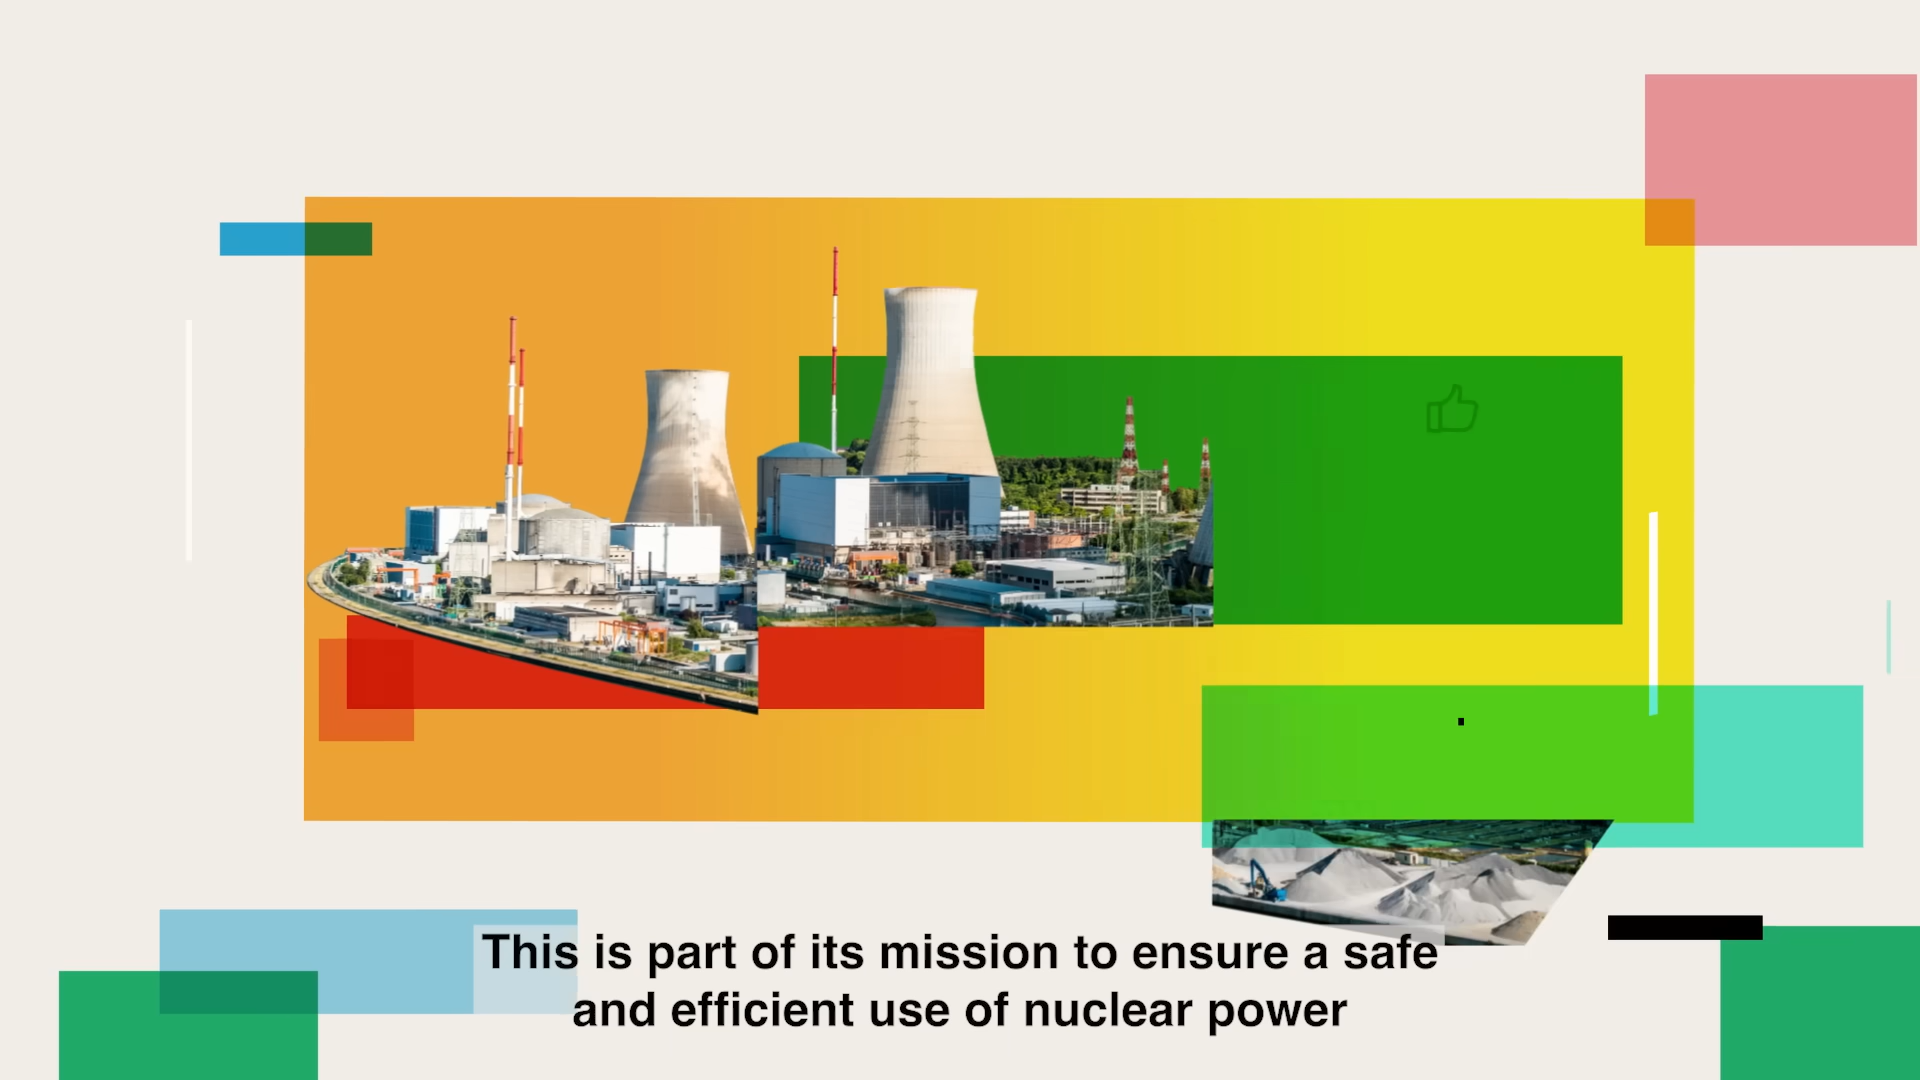 This is part of its mission to ensure a safe
and efficient use of nuclear power